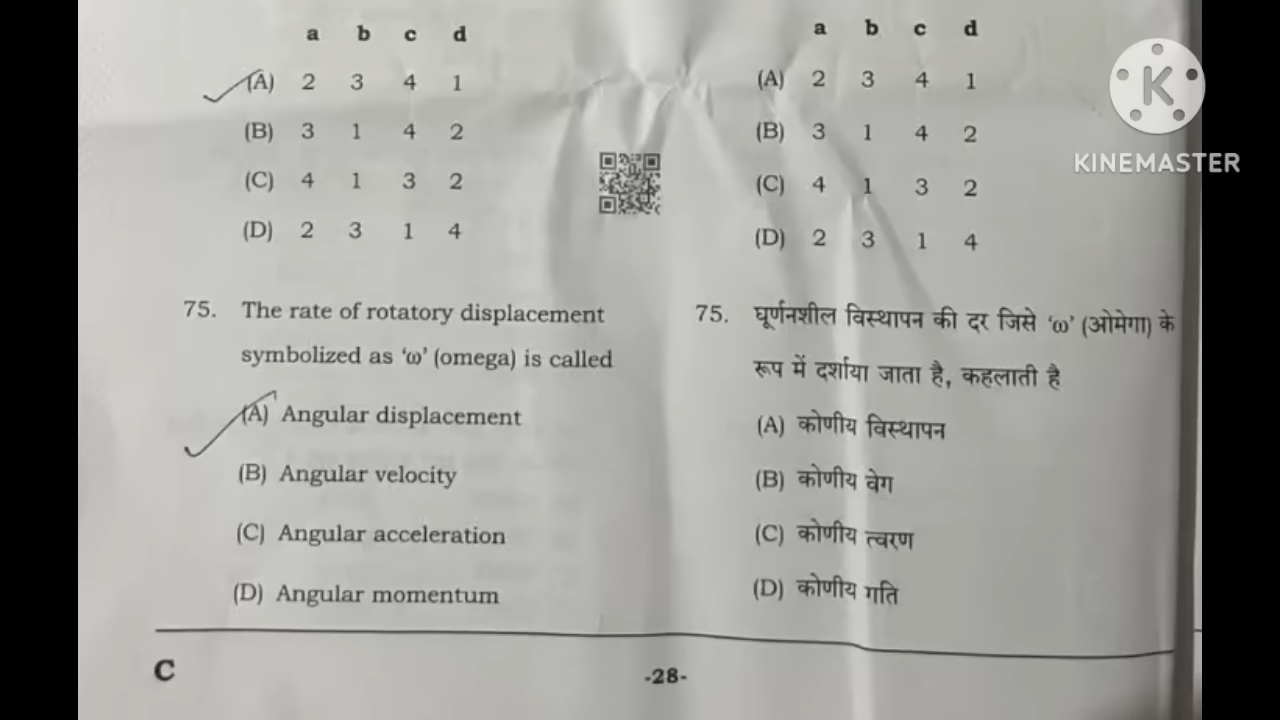 a b c d
(A) 2 3 4 1
(B) 3 1 4 2
(C) 4 1 3 2
(D) 2 3 1 4
75. The rate of rotatory displacement
symbolized as ‘ω’ (omega) is called
(A) Angular displacement
(B) Angular velocity
(C) Angular acceleration
(D) Angular momentum
a b c d
(A) 2 3 4 1
(B) 3 1 4 2
(C) 4 1 3 2
(D) 2 3 1 4
75. घूर्णनशील विस्थापन की दर जिसे ‘ω’ (ओमेगा) के
रूप में दर्शाया जाता है, कहलाती है
(A) कोणीय विस्थापन
(B) कोणीय वेग
(C) कोणीय त्वरण
(D) कोणीय गति
C
-28-
K
KINEMASTER